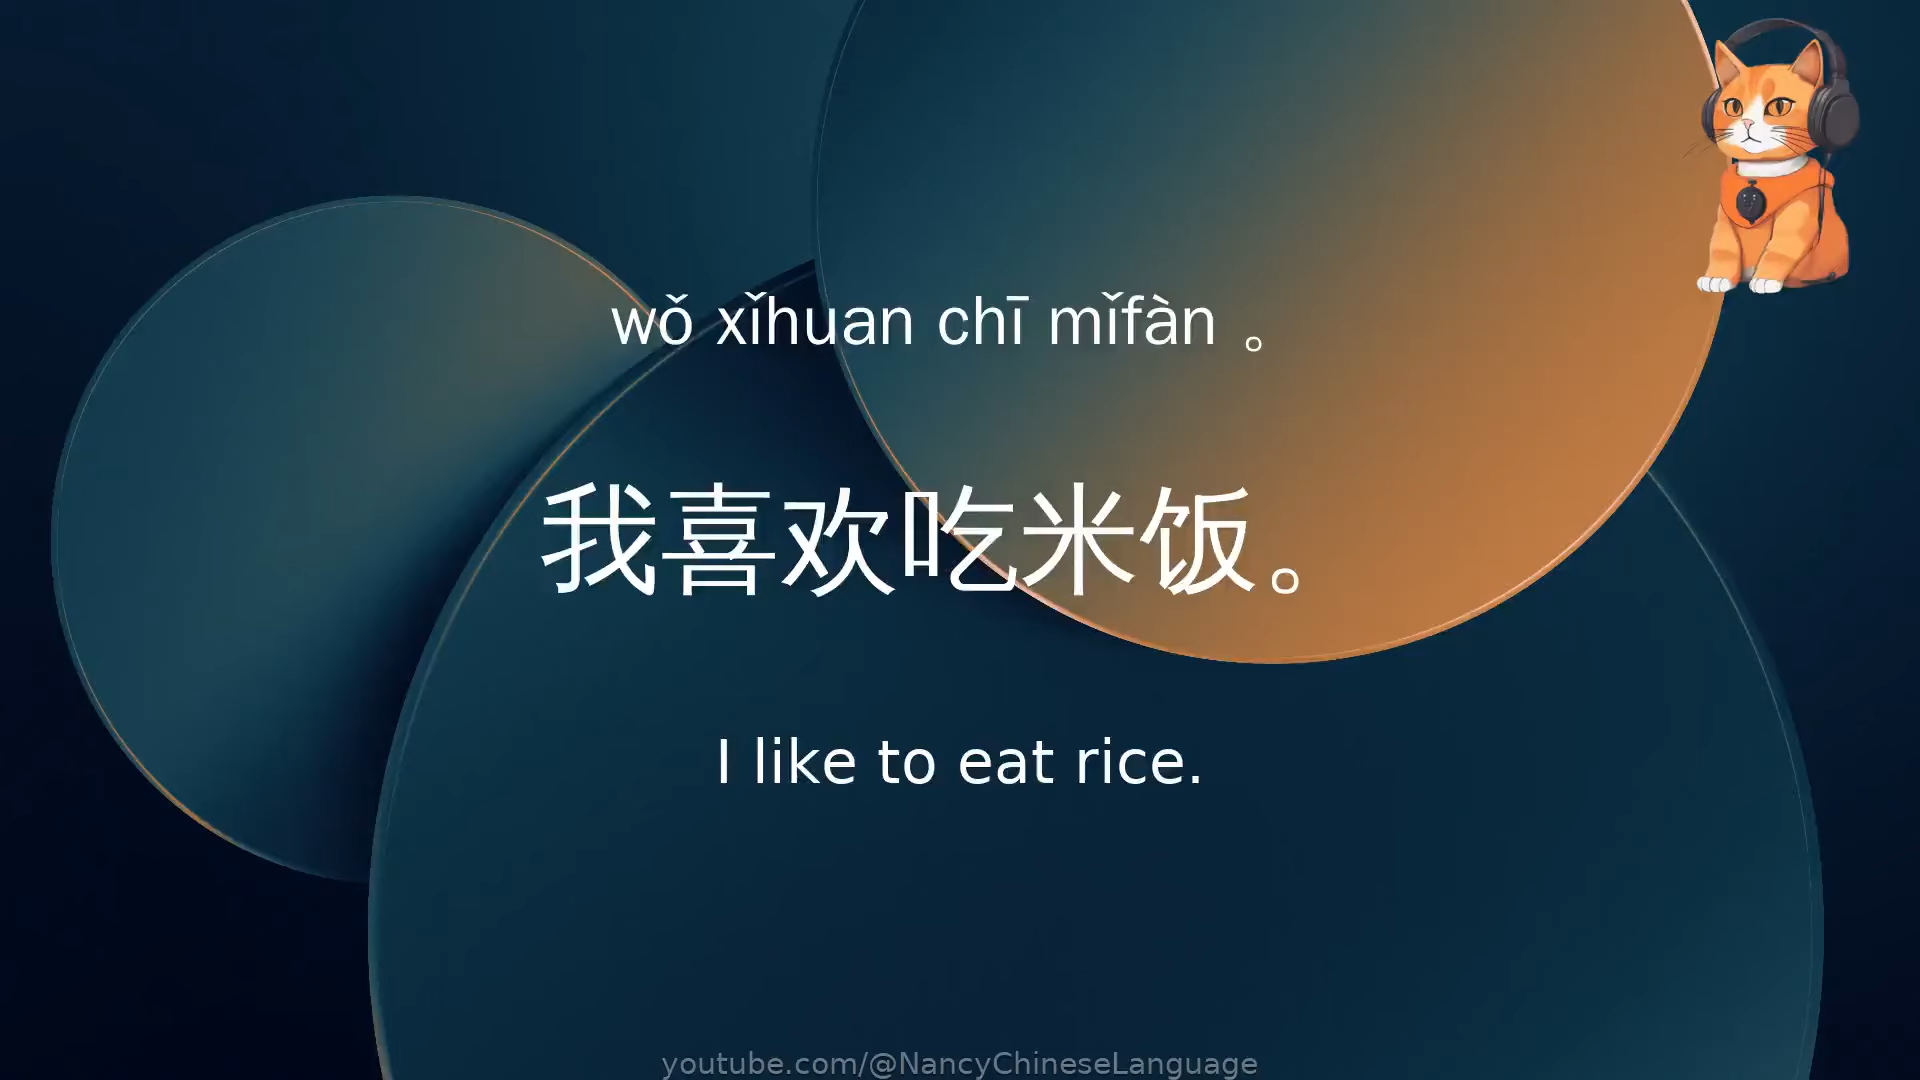 wǒ xǐhuan chī mǐfàn 。
我喜欢吃米饭。
I like to eat rice.
youtube.com/@NancyChineseLanguage